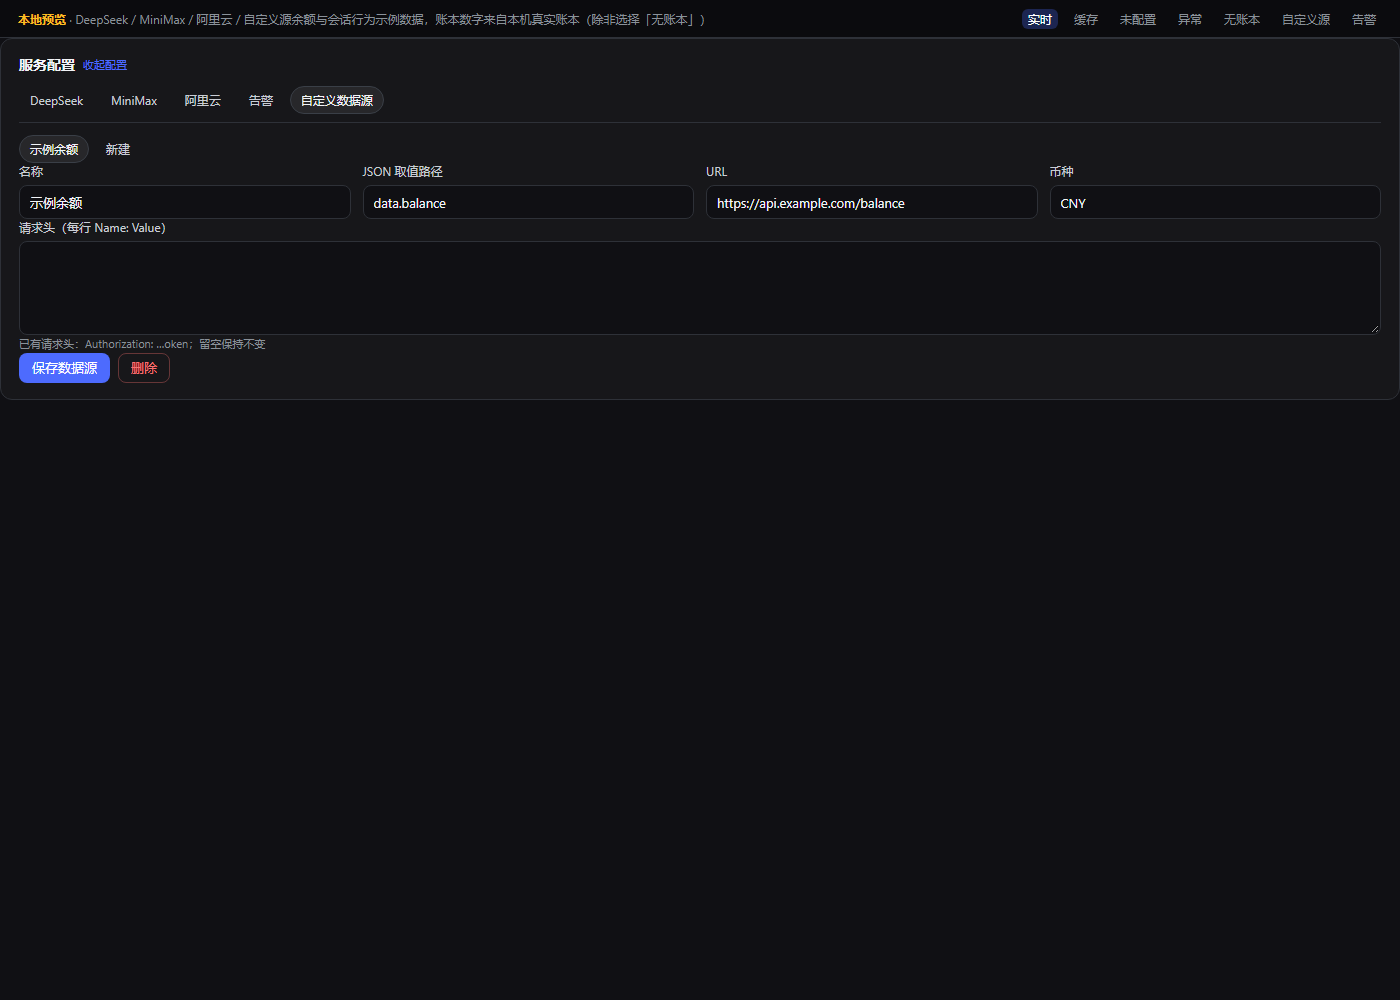 本地预览 · DeepSeek / MiniMax / 阿里云 / 自定义源余额与会话行为示例数据，账本数字来自本机真实账本（除非选择「无账本」） 实时 缓存 未配置 异常 无账本 自定义源 告警
服务配置 收起配置
DeepSeek MiniMax 阿里云 告警 自定义数据源
示例余额 新建
名称 JSON 取值路径 URL 币种
示例余额 data.balance https://api.example.com/balance CNY
请求头（每行 Name: Value）
已有请求头：Authorization: ...oken；留空保持不变
保存数据源 删除